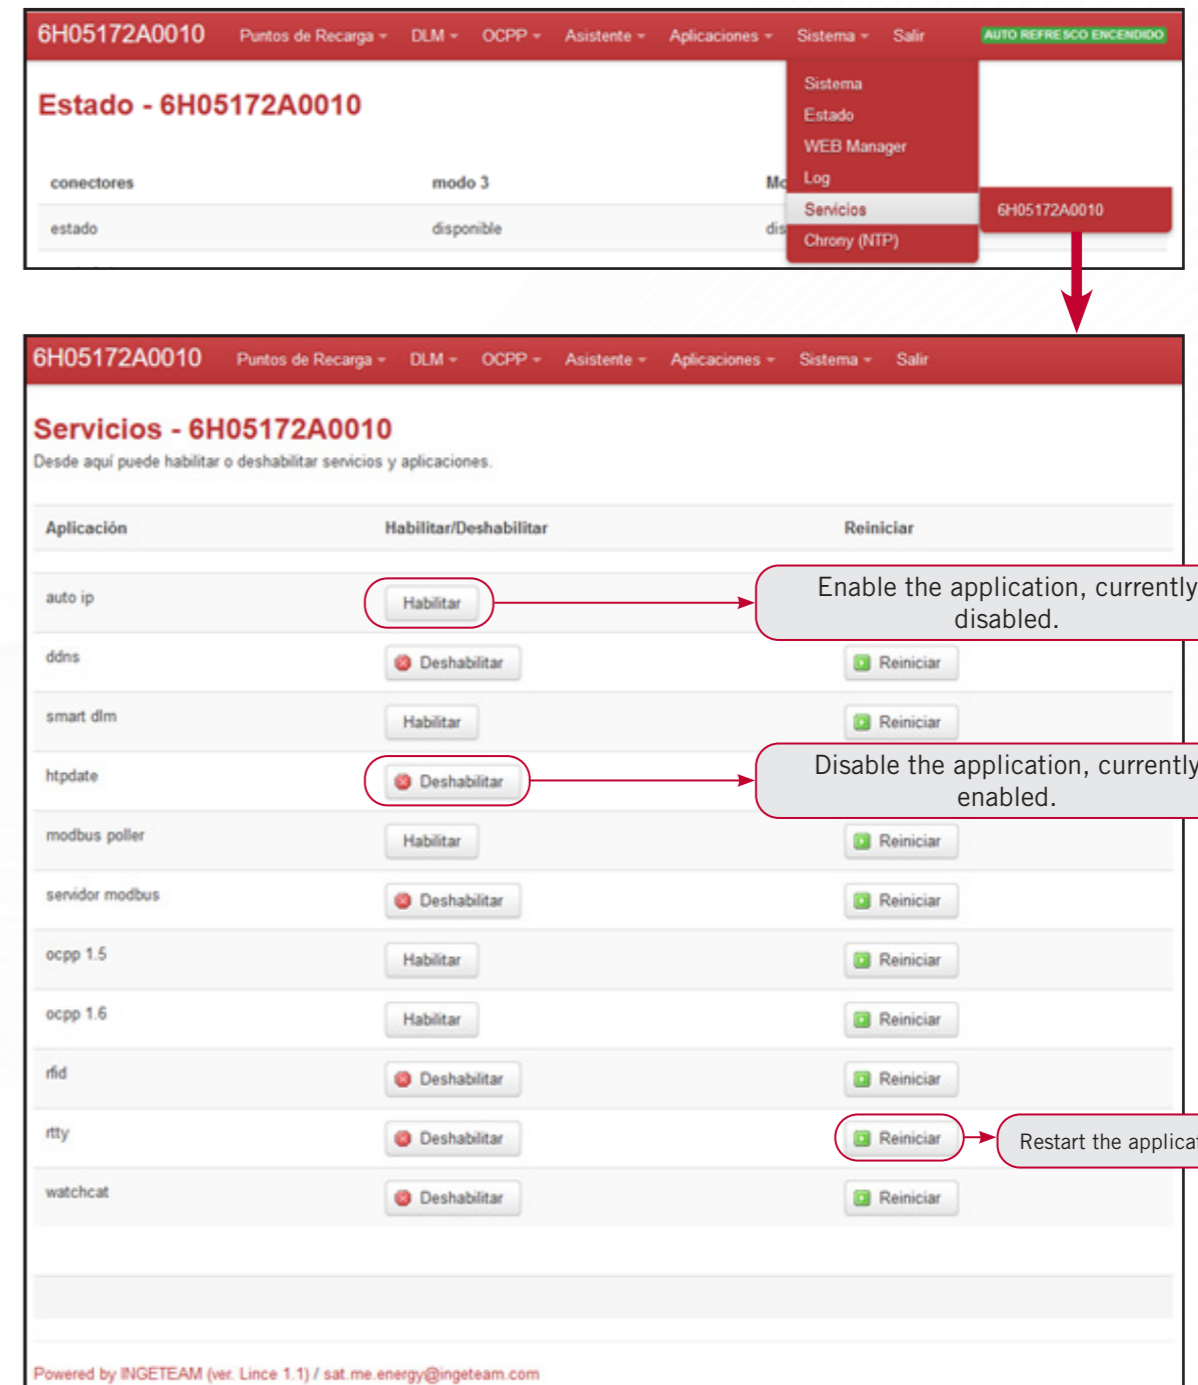 6H05172A0010 Puntos de Recarga DLM OCPP Asistente Aplicaciones Sistema Salir AUTO REFRESCO ENCENDIDO
Sistema
Estado - 6H05172A0010
Estado
WEB Manager
conectores modo 3 Log
Servicios 6H05172A0010
estado disponible
Chrony (NTP)
6H05172A0010 Puntos de Recarga DLM OCPP Asistente Aplicaciones Sistema Salir
Servicios - 6H05172A0010
Desde aquí puede habilitar o deshabilitar servicios y aplicaciones.
Aplicación Habilitar/Deshabilitar Reiniciar
auto ip Habilitar
Enable the application, currently
disabled.
ddns Deshabilitar Reiniciar
smart dlm Habilitar Reiniciar
htpdate Deshabilitar
Disable the application, currently
enabled.
modbus poller Habilitar Reiniciar
servidor modbus Deshabilitar Reiniciar
ocpp 1.5 Habilitar Reiniciar
ocpp 1.6 Habilitar Reiniciar
rfid Deshabilitar Reiniciar
rtty Deshabilitar Reiniciar Restart the
watchcat Deshabilitar Reiniciar
Powered by INGETEAM (ver. Lince 1.1) / sat.me.energy@ingeteam.com